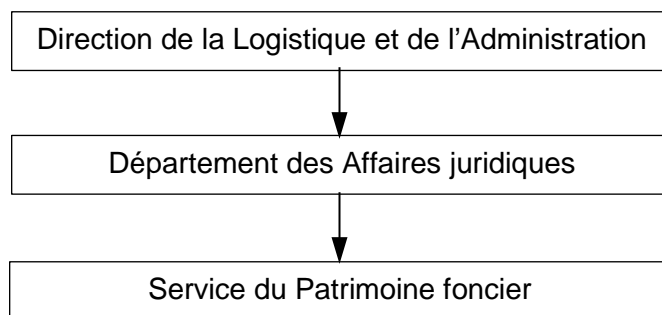 Direction de la Logistique et de l’Administration
Département des Affaires juridiques
Service du Patrimoine foncier